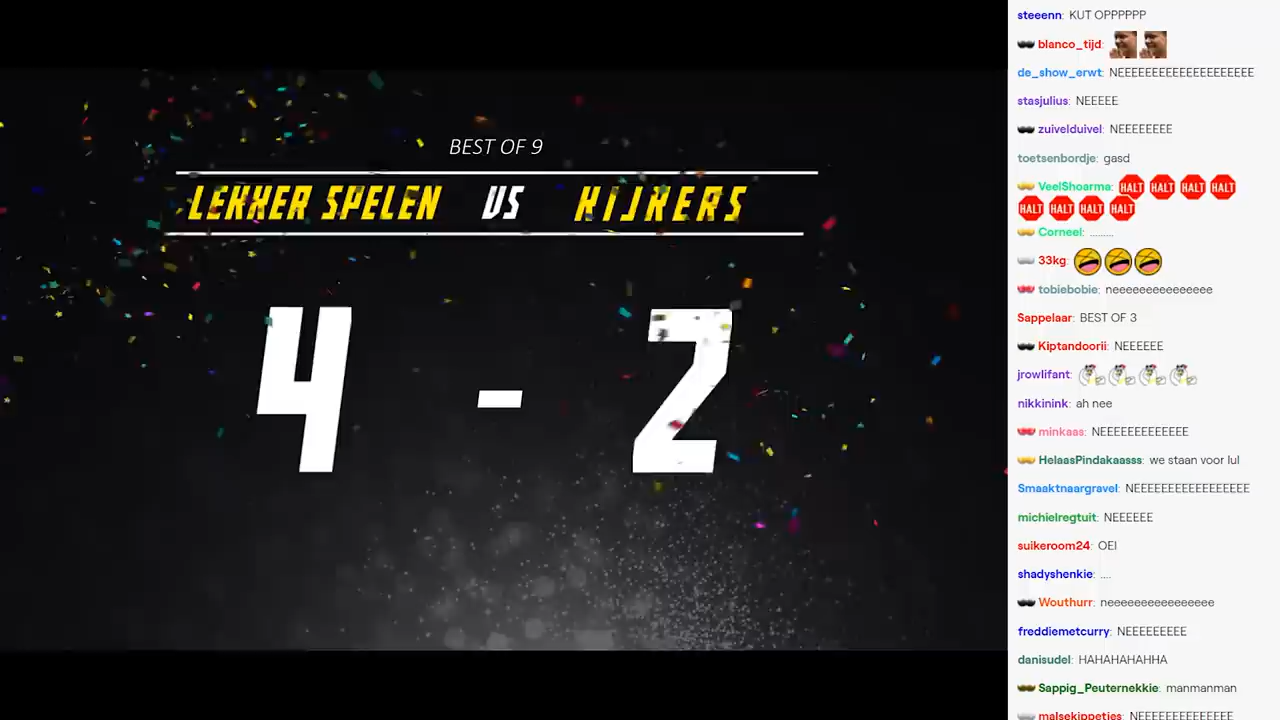 BEST OF 9
LEKKER SPELEN VS KIJKERS
4 - 2
steeenn: KUT OPPPPPP
blanco_tijd:
de_show_erwt: NEEEEEEEEEEEEEEEEEEEE
stasjulius: NEEEEE
zuivelduivel: NEEEEEEEE
toetsenbordje: gasd
VeelShoarma: HALT HALT HALT HALT
HALT HALT HALT HALT
Corneel: .........
33kg:
tobiebobie: neeeeeeeeeeeeeee
Sappelaar: BEST OF 3
Kiptandoorii: NEEEEEE
jrowlifant:
nikkinink: ah nee
minkaas: NEEEEEEEEEEEEE
HelaasPindakaasss: we staan voor lul
Smaaktnaargravel: NEEEEEEEEEEEEEEEEE
michielregtuit: NEEEEEE
suikeroom24: OEI
shadyshenkie: ....
Wouthurr: neeeeeeeeeeeeeeee
freddiemetcurry: NEEEEEEEEE
danisudel: HAHAHAHAHHA
Sappig_Peuternekkie: manmanman
malsekippetjes: NEEEEEEEEEEEEEE